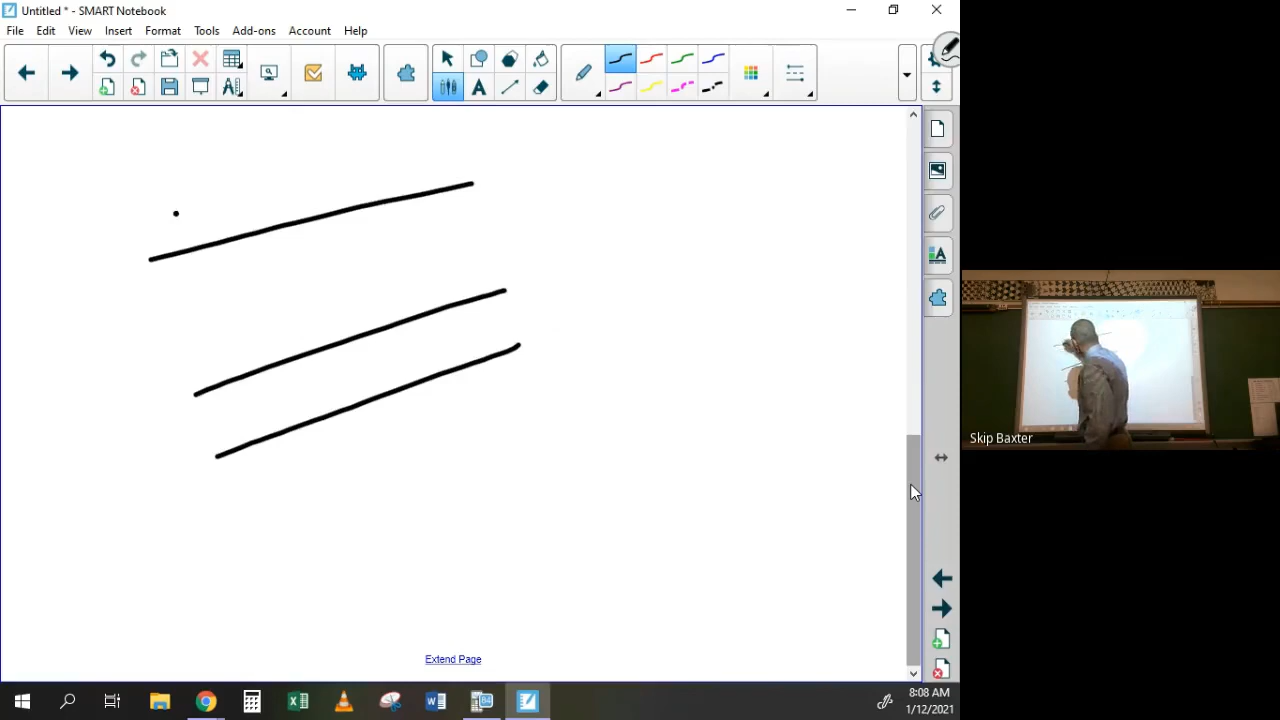 Untitled * - SMART Notebook
File Edit View Insert Format Tools Add-ons Account Help
Skip Baxter
Extend Page
8:08 AM
1/12/2021